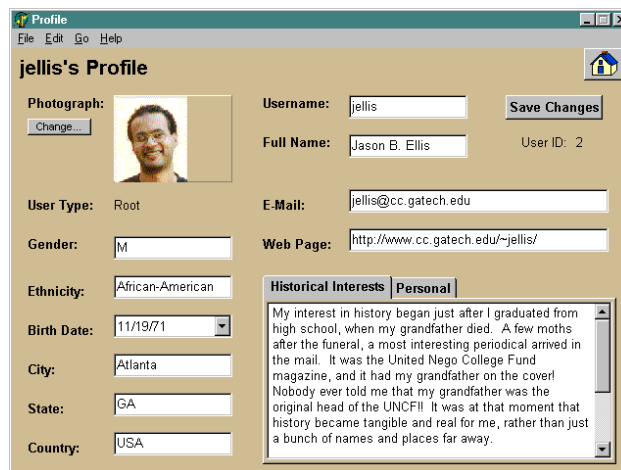 Profile
File Edit Go Help
jellis's Profile
Photograph:
Change...
Username: jellis
Save Changes
Full Name: Jason B. Ellis
User ID: 2
User Type: Root
E-Mail: jellis@cc.gatech.edu
Gender: M
Web Page: http://www.cc.gatech.edu/~jellis/
Ethnicity: African-American
Birth Date: 11/19/71
City: Atlanta
State: GA
Country: USA
Historical Interests Personal
My interest in history began just after I graduated from
high school, when my grandfather died. A few moths
after the funeral, a most interesting periodical arrived in
the mail. It was the United Nego College Fund
magazine, and it had my grandfather on the cover!
Nobody ever told me that my grandfather was the
original head of the UNCF!! It was at that moment that
history became tangible and real for me, rather than just
a bunch of names and places far away.